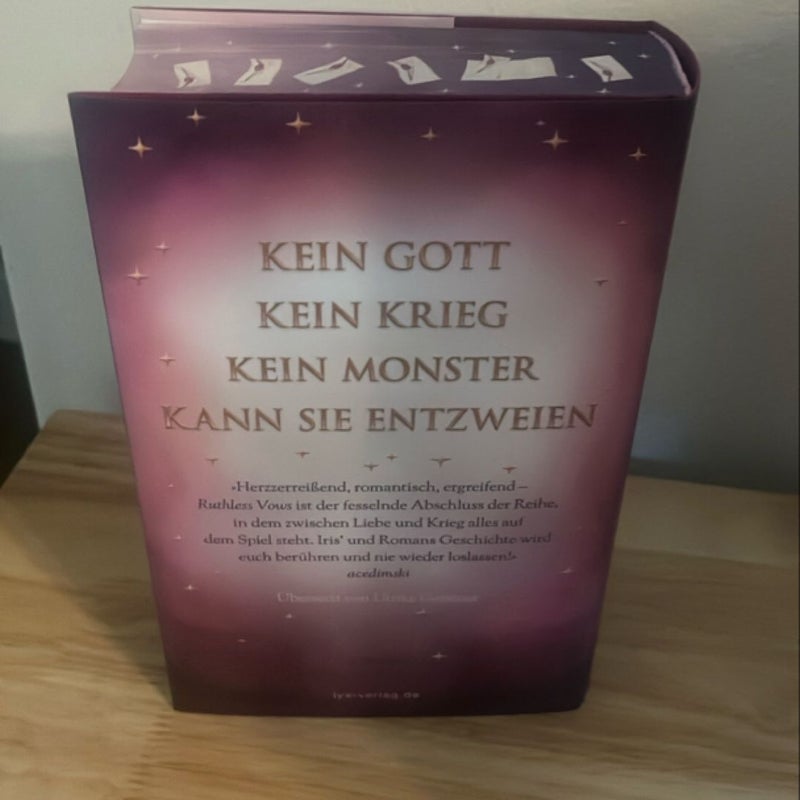 KEIN GOTT
KEIN KRIEG
KEIN MONSTER
KANN SIE ENTZWEIEN
»Herzzerreißend, romantisch, ergreifend –
Ruthless Vows ist der fesselnde Abschluss der Reihe,
in dem zwischen Liebe und Krieg alles auf
dem Spiel steht. Iris' und Romans Geschichte wird
euch berühren und nie wieder loslassen!«
acedimski
Übersetzt von
lyx-verlag.de